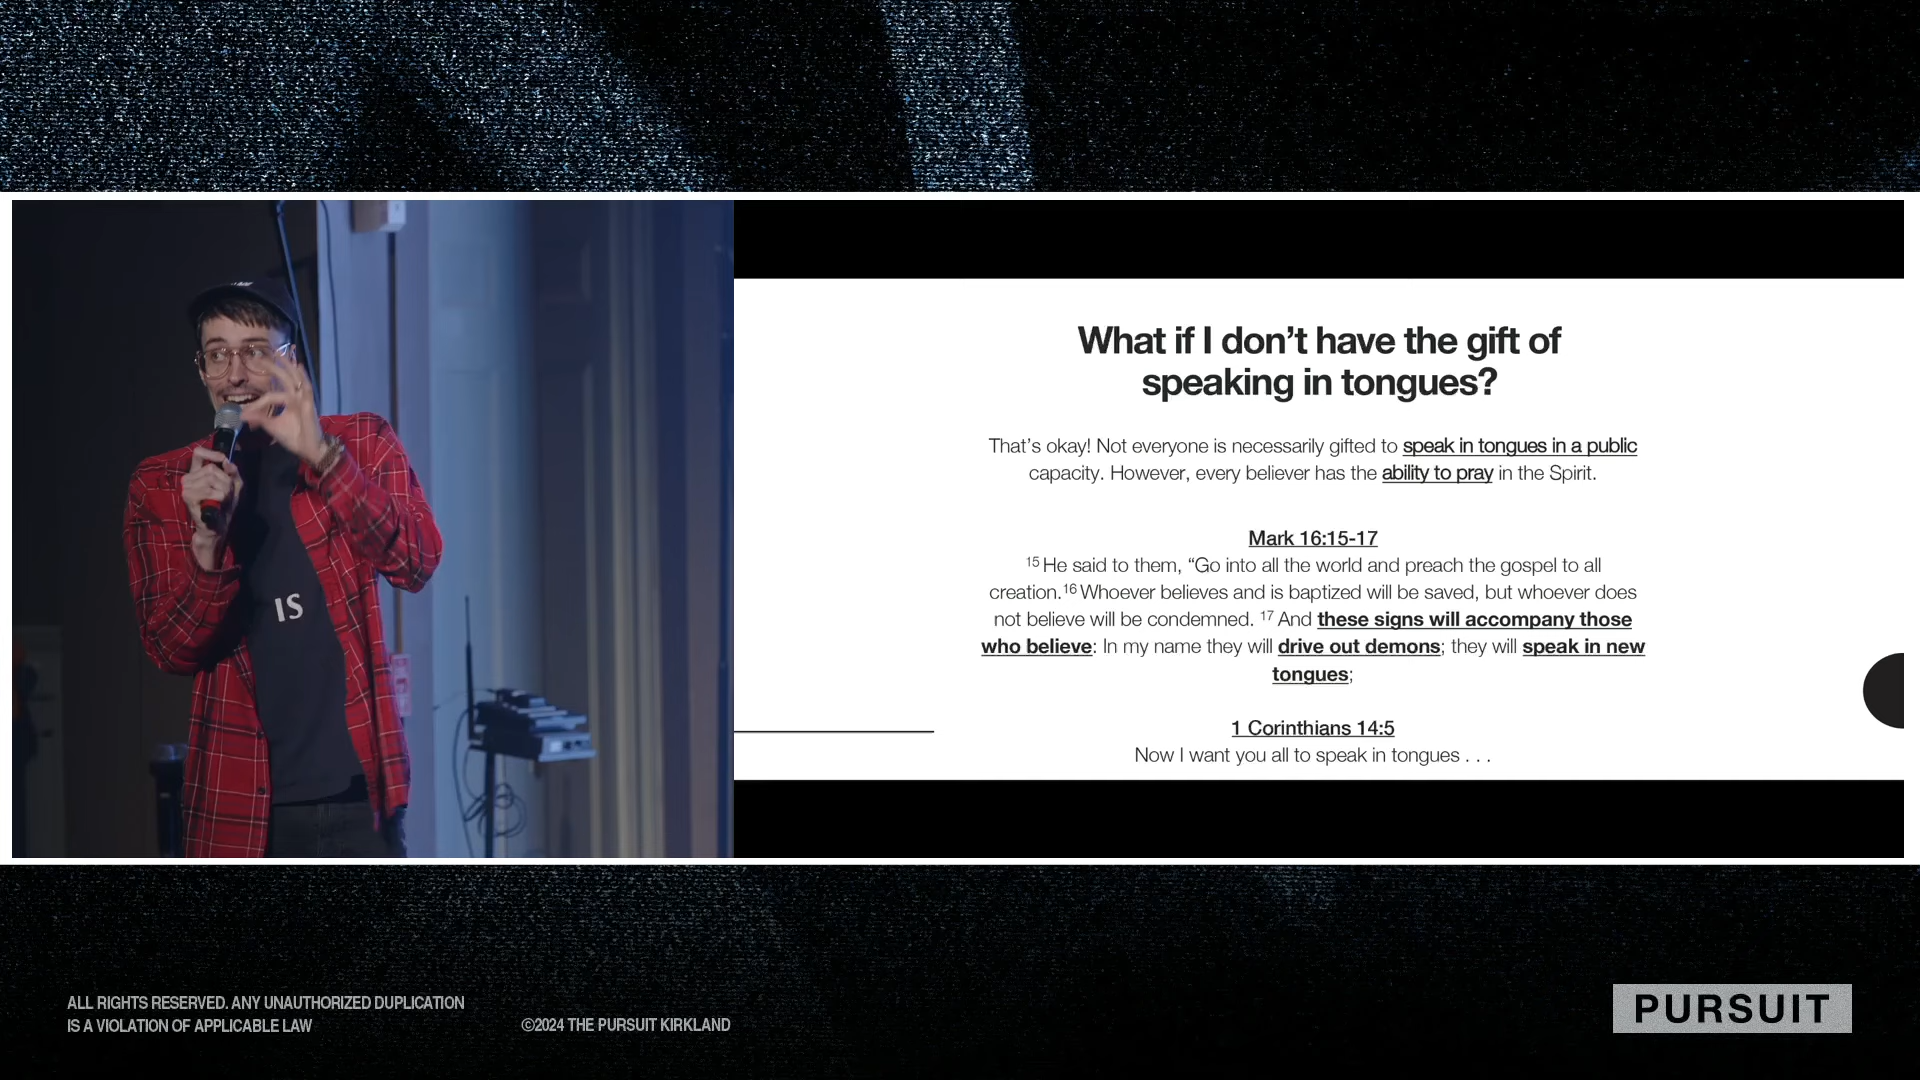 IS
What if I don’t have the gift of
speaking in tongues?
That’s okay! Not everyone is necessarily gifted to speak in tongues in a public
capacity. However, every believer has the ability to pray in the Spirit.
Mark 16:15-17
15 He said to them, “Go into all the world and preach the gospel to all
creation.16 Whoever believes and is baptized will be saved, but whoever does
not believe will be condemned. 17 And these signs will accompany those
who believe: In my name they will drive out demons; they will speak in new
tongues;
1 Corinthians 14:5
Now I want you all to speak in tongues . . .
ALL RIGHTS RESERVED. ANY UNAUTHORIZED DUPLICATION
IS A VIOLATION OF APPLICABLE LAW
©2024 THE PURSUIT KIRKLAND
PURSUIT